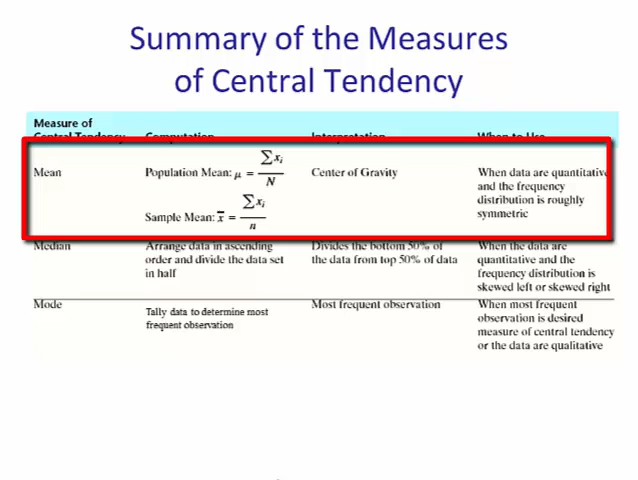 Summary of the Measures
of Central Tendency
Measure of
Central Tendency Computation Interpretation When to Use
Mean Population Mean: μ = ∑xᵢ / N Center of Gravity When data are quantitative
and the frequency
distribution is roughly
symmetric
Sample Mean: x̄ = ∑xᵢ / n
Median Arrange data in ascending Divides the bottom 50% of When the data are
order and divide the data set the data from top 50% of data quantitative and the
in half frequency distribution is
skewed left or skewed right
Mode Tally data to determine most Most frequent observation When most frequent
frequent observation observation is desired
measure of central tendency
or the data are qualitative